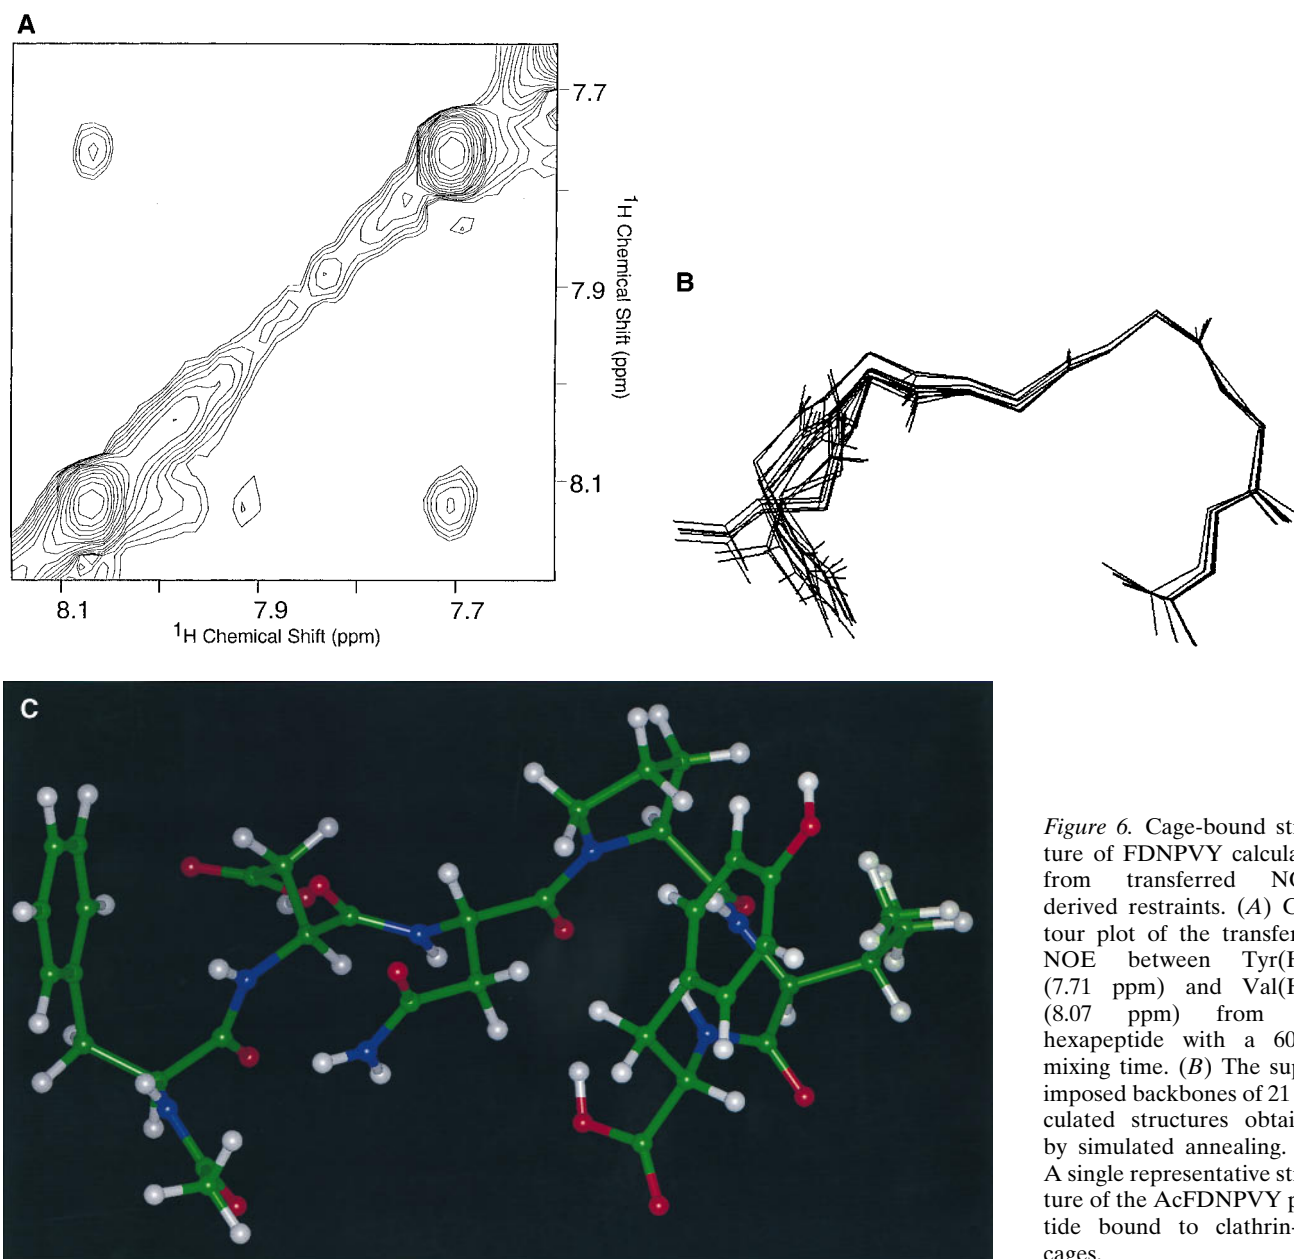 A
7.7
7.9
8.1
¹H Chemical Shift (ppm)
8.1
7.9
7.7
¹H Chemical Shift (ppm)
B
C
Figure 6. Cage-bound str
ture of FDNPVY calcula
from transferred NO
derived restraints. (A) C
tour plot of the transfer
NOE between Tyr(H
(7.71 ppm) and Val(H
(8.07 ppm) from
hexapeptide with a 60
mixing time. (B) The sup
imposed backbones of 21
culated structures obtai
by simulated annealing.
A single representative str
ture of the AcFDNPVY p
tide bound to clathrin-
cages.